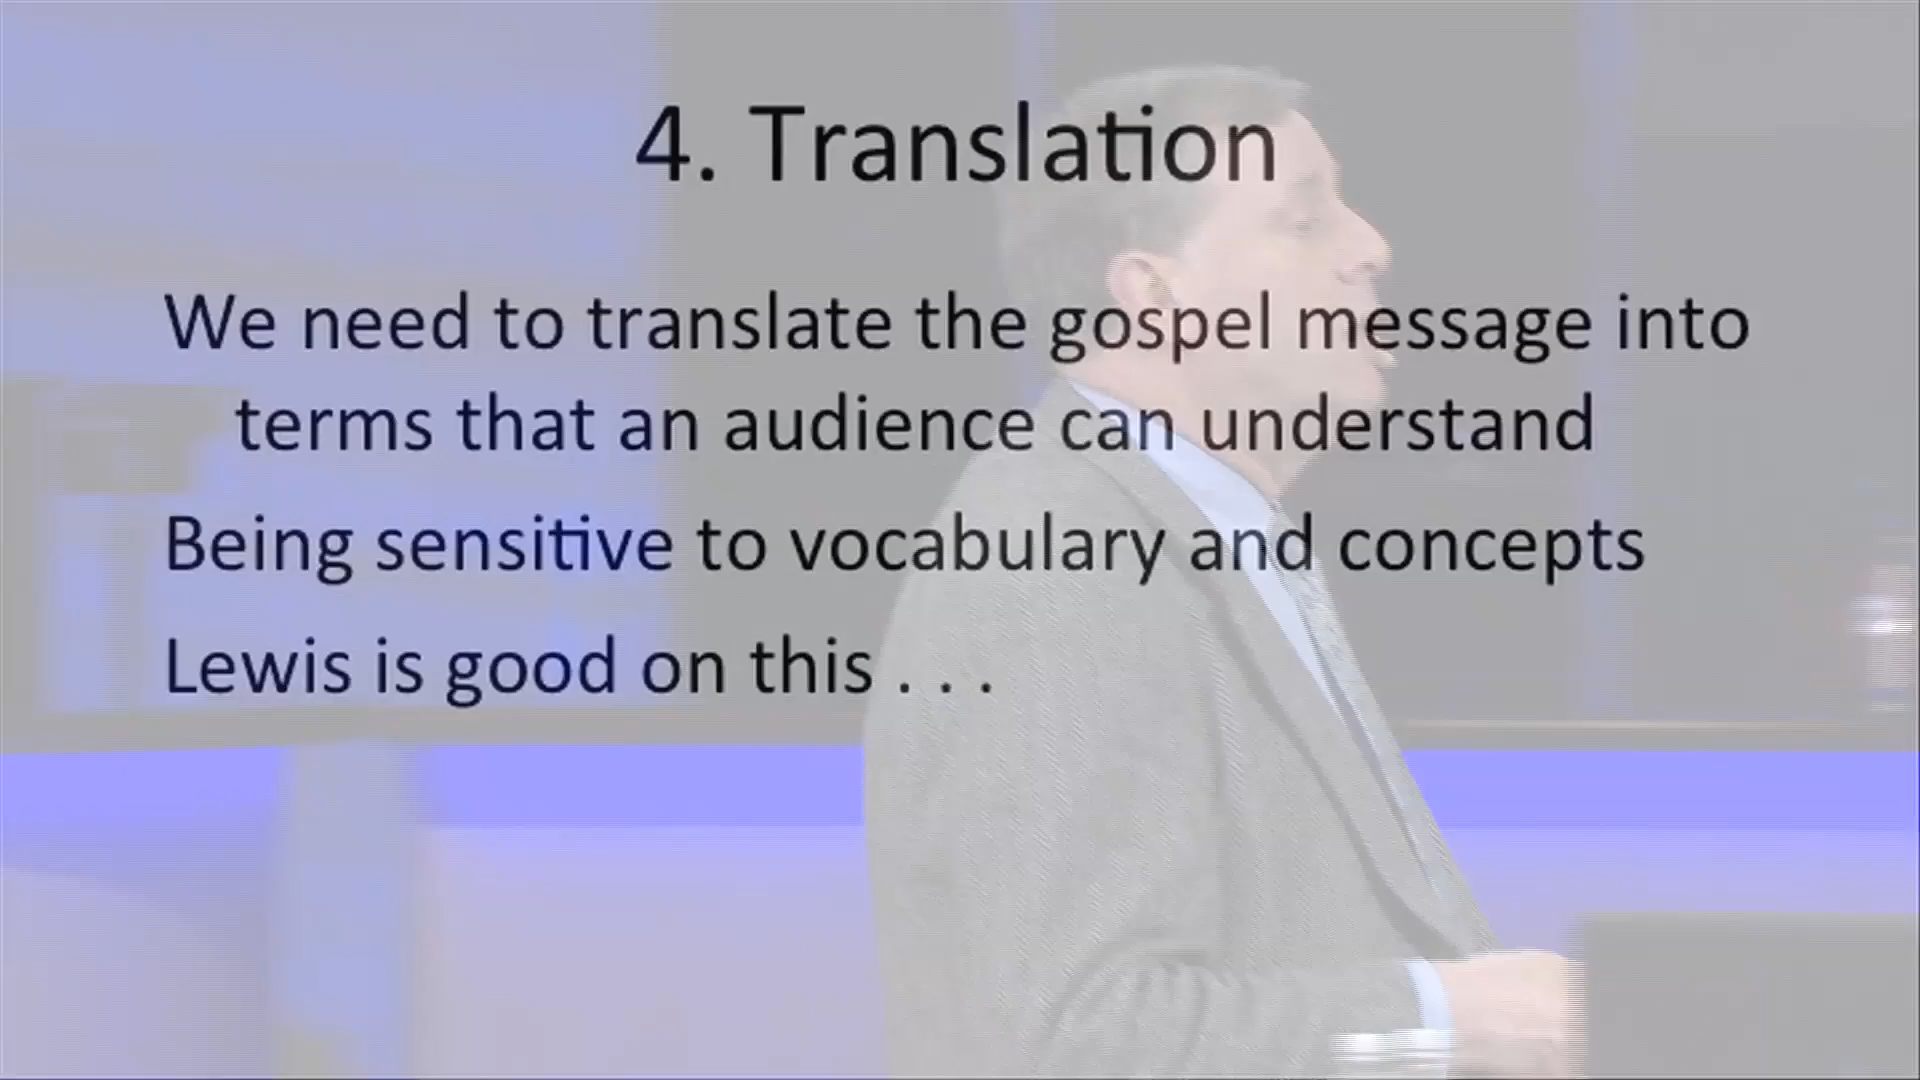 4. Translation
We need to translate the gospel message into
terms that an audience can understand
Being sensitive to vocabulary and concepts
Lewis is good on this . . .